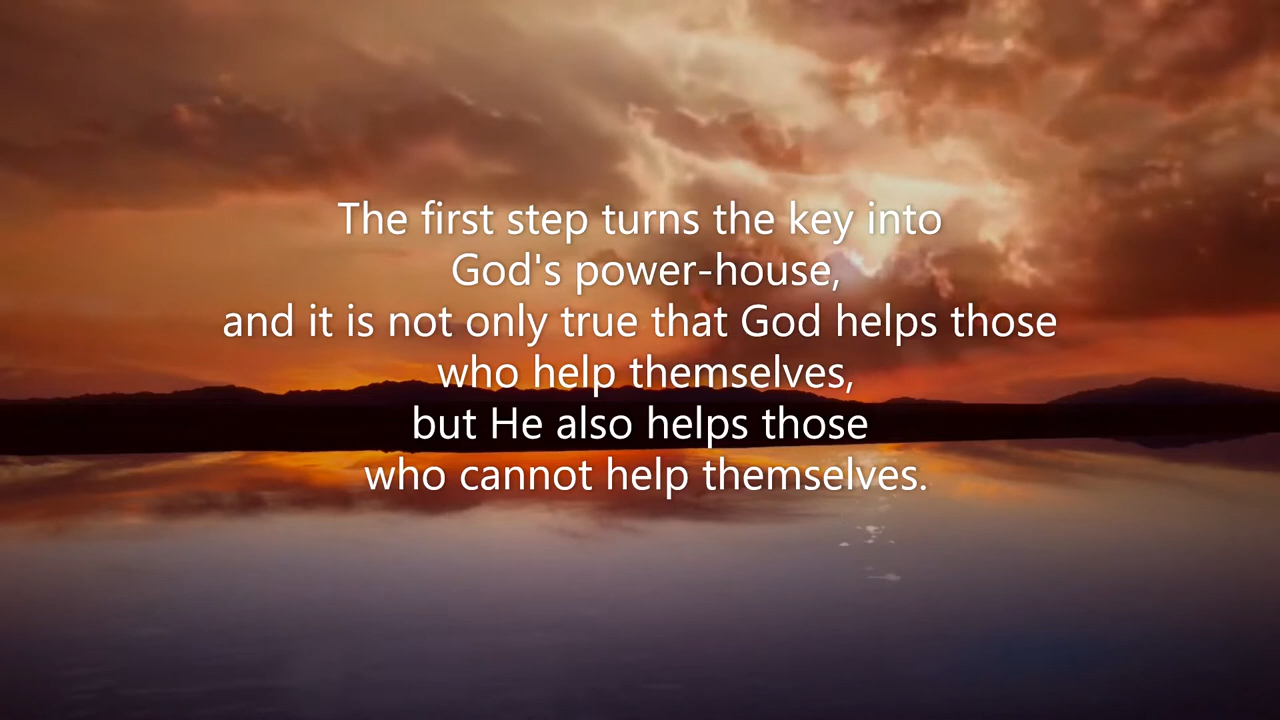 The first step turns the key into
God's power-house,
and it is not only true that God helps those
who help themselves,
but He also helps those
who cannot help themselves.